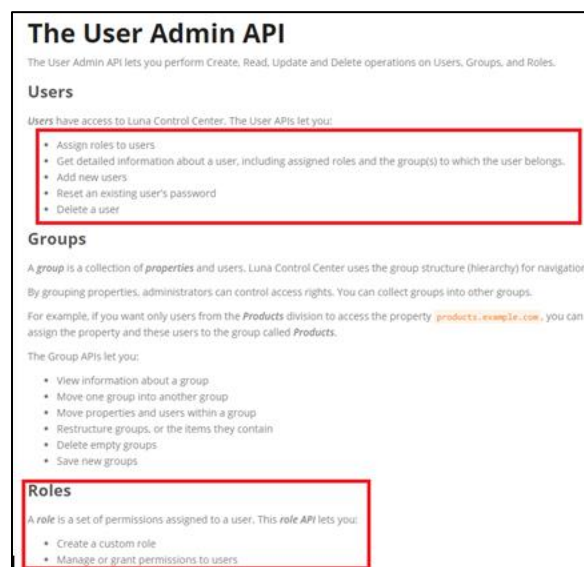 The User Admin API
The User Admin API lets you perform Create, Read, Update and Delete operations on Users, Groups, and Roles.
Users
Users have access to Luna Control Center. The User APIs let you:
• Assign roles to users
• Get detailed information about a user, including assigned roles and the group(s) to which the user belongs.
• Add new users
• Reset an existing user's password
• Delete a user
Groups
A group is a collection of properties and users. Luna Control Center uses the group structure (hierarchy) for navigation
By grouping properties, administrators can control access rights. You can collect groups into other groups.
For example, if you want only users from the Products division to access the property products.example.com, you can
assign the property and these users to the group called Products.
The Group APIs let you:
• View information about a group
• Move one group into another group
• Move properties and users within a group
• Restructure groups, or the items they contain
• Delete empty groups
• Save new groups
Roles
A role is a set of permissions assigned to a user. This role API lets you:
• Create a custom role
• Manage or grant permissions to users